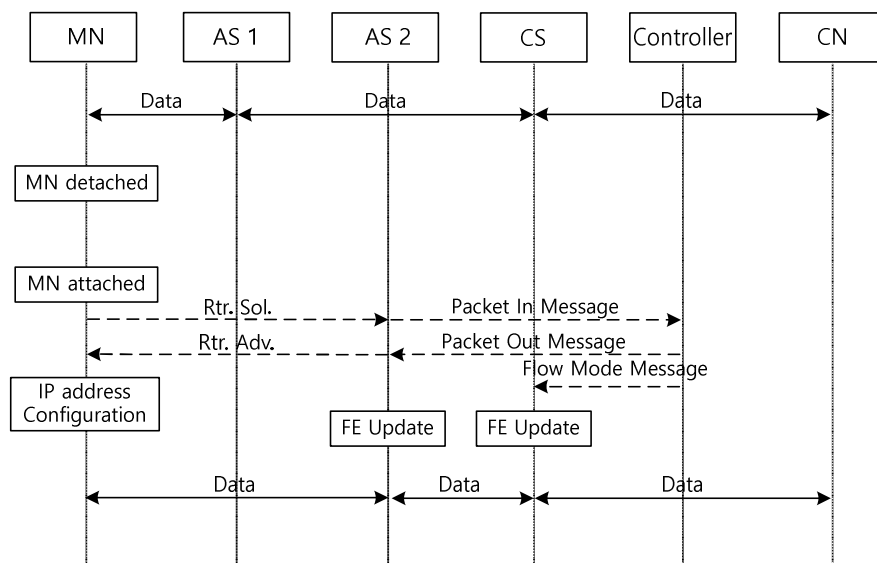 MN
AS 1
AS 2
CS
Controller
CN
Data
Data
Data
MN detached
MN attached
Rtr. Sol.
Packet In Message
Rtr. Adv.
Packet Out Message
Flow Mode Message
IP address
Configuration
FE Update
FE Update
Data
Data
Data